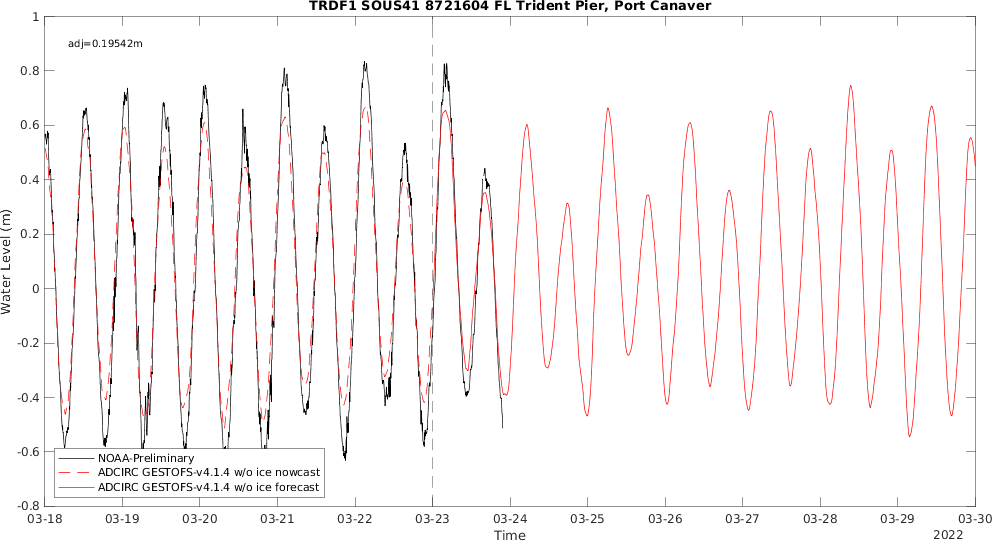 TRDF1 SOUS41 8721604 FL Trident Pier, Port Canaver
adj=0.19542m
Water Level (m)
1
0.8
0.6
0.4
0.2
0
-0.2
-0.4
-0.6
-0.8
NOAA-Preliminary
ADCIRC GESTOFS-v4.1.4 w/o ice nowcast
ADCIRC GESTOFS-v4.1.4 w/o ice forecast
03-18 03-19 03-20 03-21 03-22 03-23 03-24 03-25 03-26 03-27 03-28 03-29 03-30
Time
2022